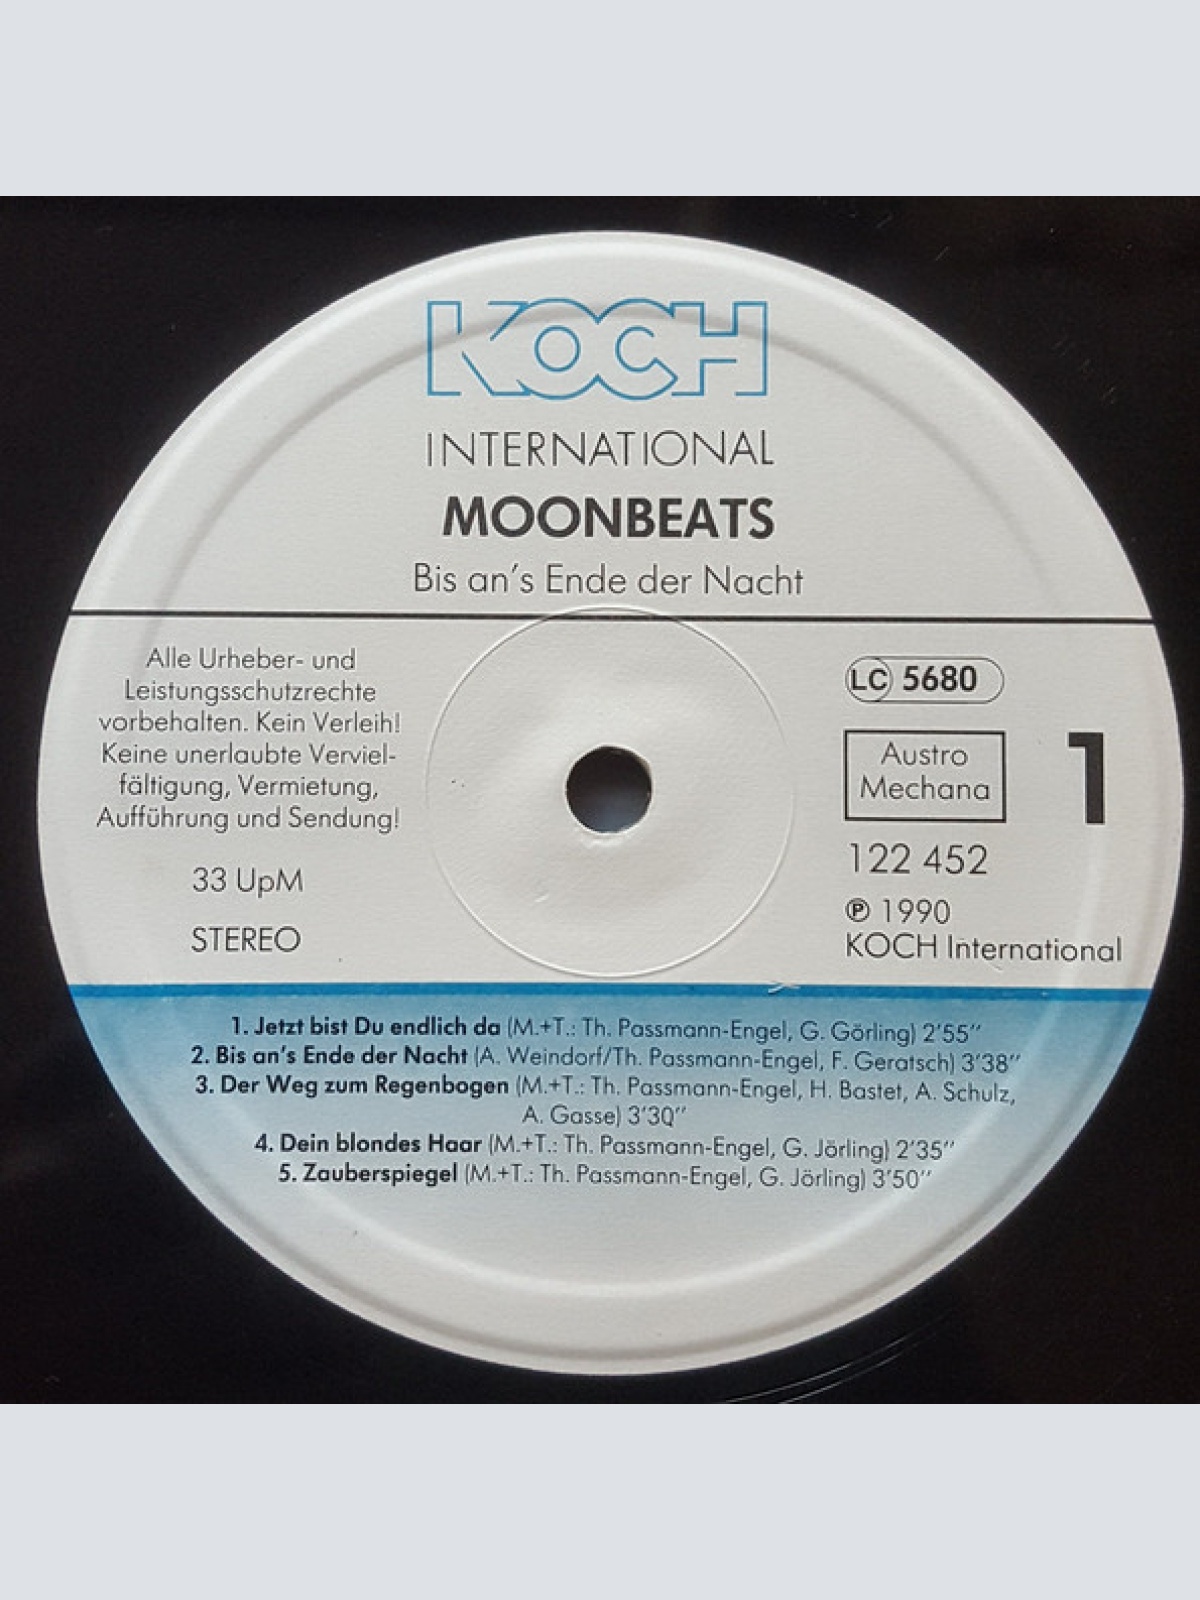 KOCH
INTERNATIONAL
MOONBEATS
Bis an's Ende der Nacht
Alle Urheber- und
Leistungsschutzrechte
vorbehalten. Kein Verleih!
Keine unerlaubte Verviel-
fältigung, Vermietung,
Aufführung und Sendung!
33 UpM
STEREO
LC 5680
Austro
Mechana
1
122 452
℗ 1990
KOCH International
1. Jetzt bist Du endlich da (M.+T.: Th. Passmann-Engel, G. Görling) 2'55''
2. Bis an's Ende der Nacht (A. Weindorf/Th. Passmann-Engel, F. Geratsch) 3'38''
3. Der Weg zum Regenbogen (M.+T.: Th. Passmann-Engel, H. Bastet, A. Schulz,
A. Gasse) 3'30''
4. Dein blondes Haar (M.+T.: Th. Passmann-Engel, G. Jörling) 2'35''
5. Zauberspiegel (M.+T.: Th. Passmann-Engel, G. Jörling) 3'50''